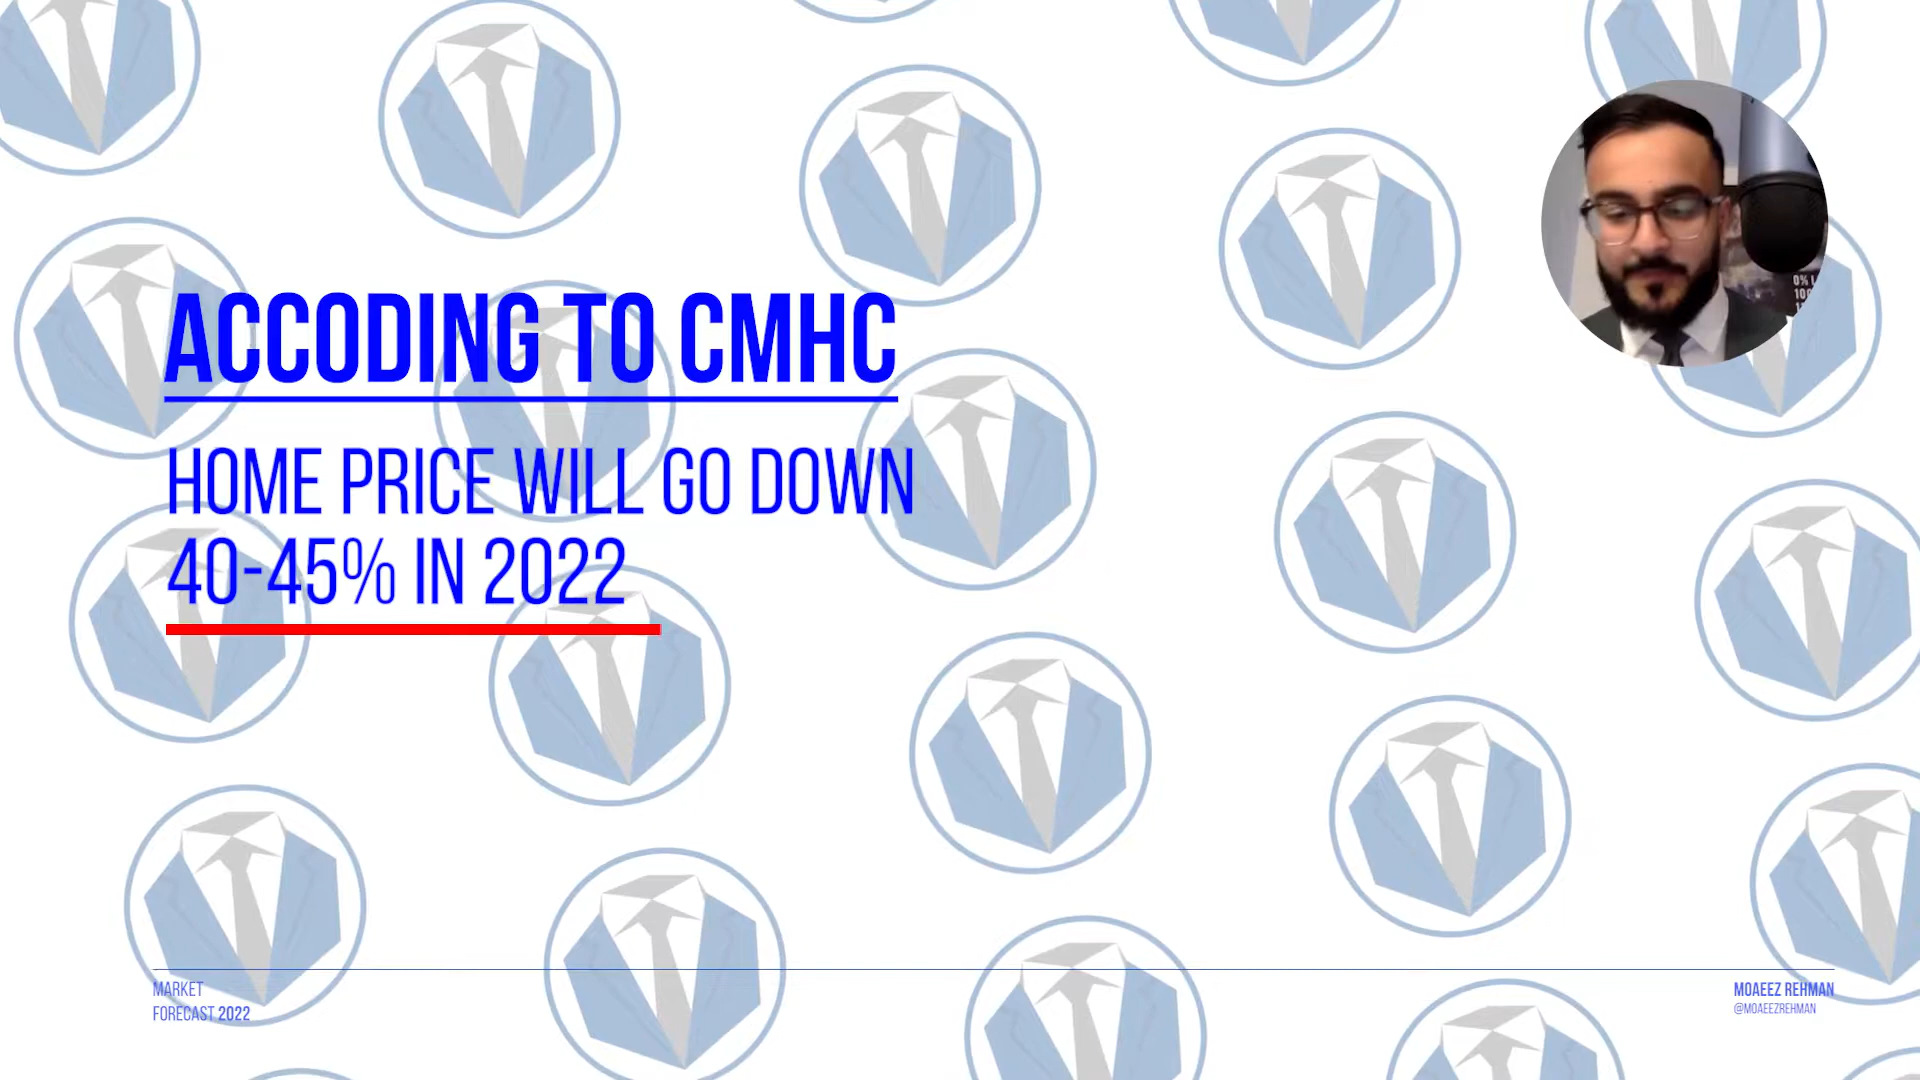 ACCODING TO CMHC
HOME PRICE WILL GO DOWN
40-45% IN 2022
MARKET
FORECAST 2022
MOAEEZ REHMAN
@MOAEEZREHMAN